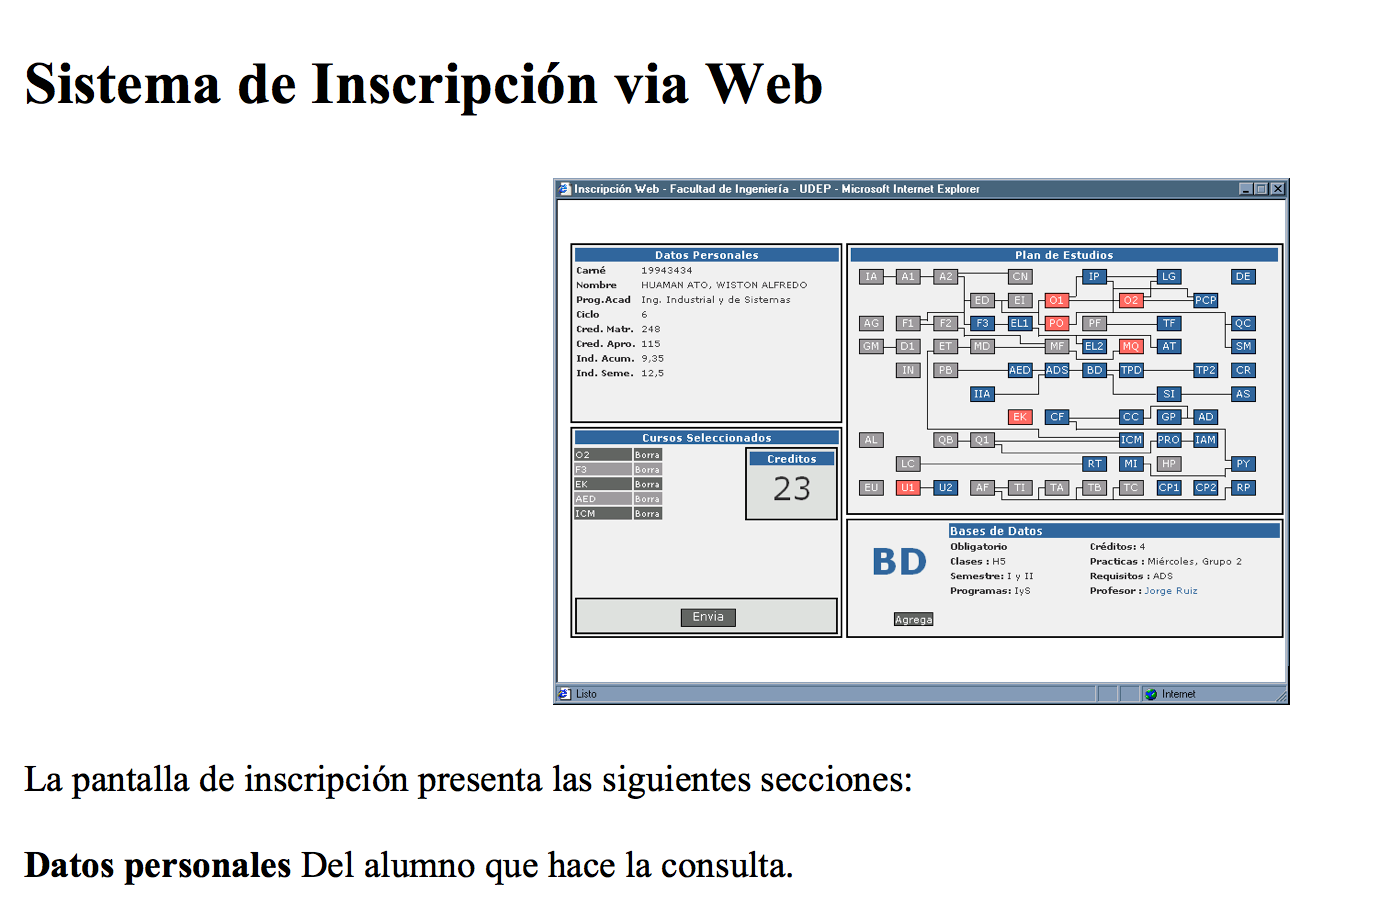 Sistema de Inscripción via Web
Inscripción Web - Facultad de Ingeniería - UDEP - Microsoft Internet Explorer
Datos Personales
Carné 19943434
Nombre HUAMAN ATO, WISTON ALFREDO
Prog.Acad Ing. Industrial y de Sistemas
Ciclo 6
Cred. Matr. 248
Cred. Apro. 115
Ind. Acum. 9,35
Ind. Seme. 12,5
Cursos Seleccionados
O2 Borra
F3 Borra
EK Borra
AED Borra
ICM Borra
Creditos
23
Envia
Plan de Estudios
IA A1 A2 CN IP LG DE
ED EI O1 O2 PCP
AG F1 F2 F3 EL1 PO PF TF QC
GM D1 ET MD MF EL2 MQ AT SM
IN PB AED ADS BD TPD TP2 CR
IIA SI AS
EK CF CC GP AD
AL QB Q1 ICM PRO IAM
LC RT MI HP PY
EU U1 U2 AF TI TA TB TC CP1 CP2 RP
BD
Agrega
Bases de Datos
Obligatorio Créditos: 4
Clases : H5 Practicas : Miércoles, Grupo 2
Semestre: I y II Requisitos : ADS
Programas: IyS Profesor : Jorge Ruiz
Listo Internet
La pantalla de inscripción presenta las siguientes secciones:
Datos personales Del alumno que hace la consulta.